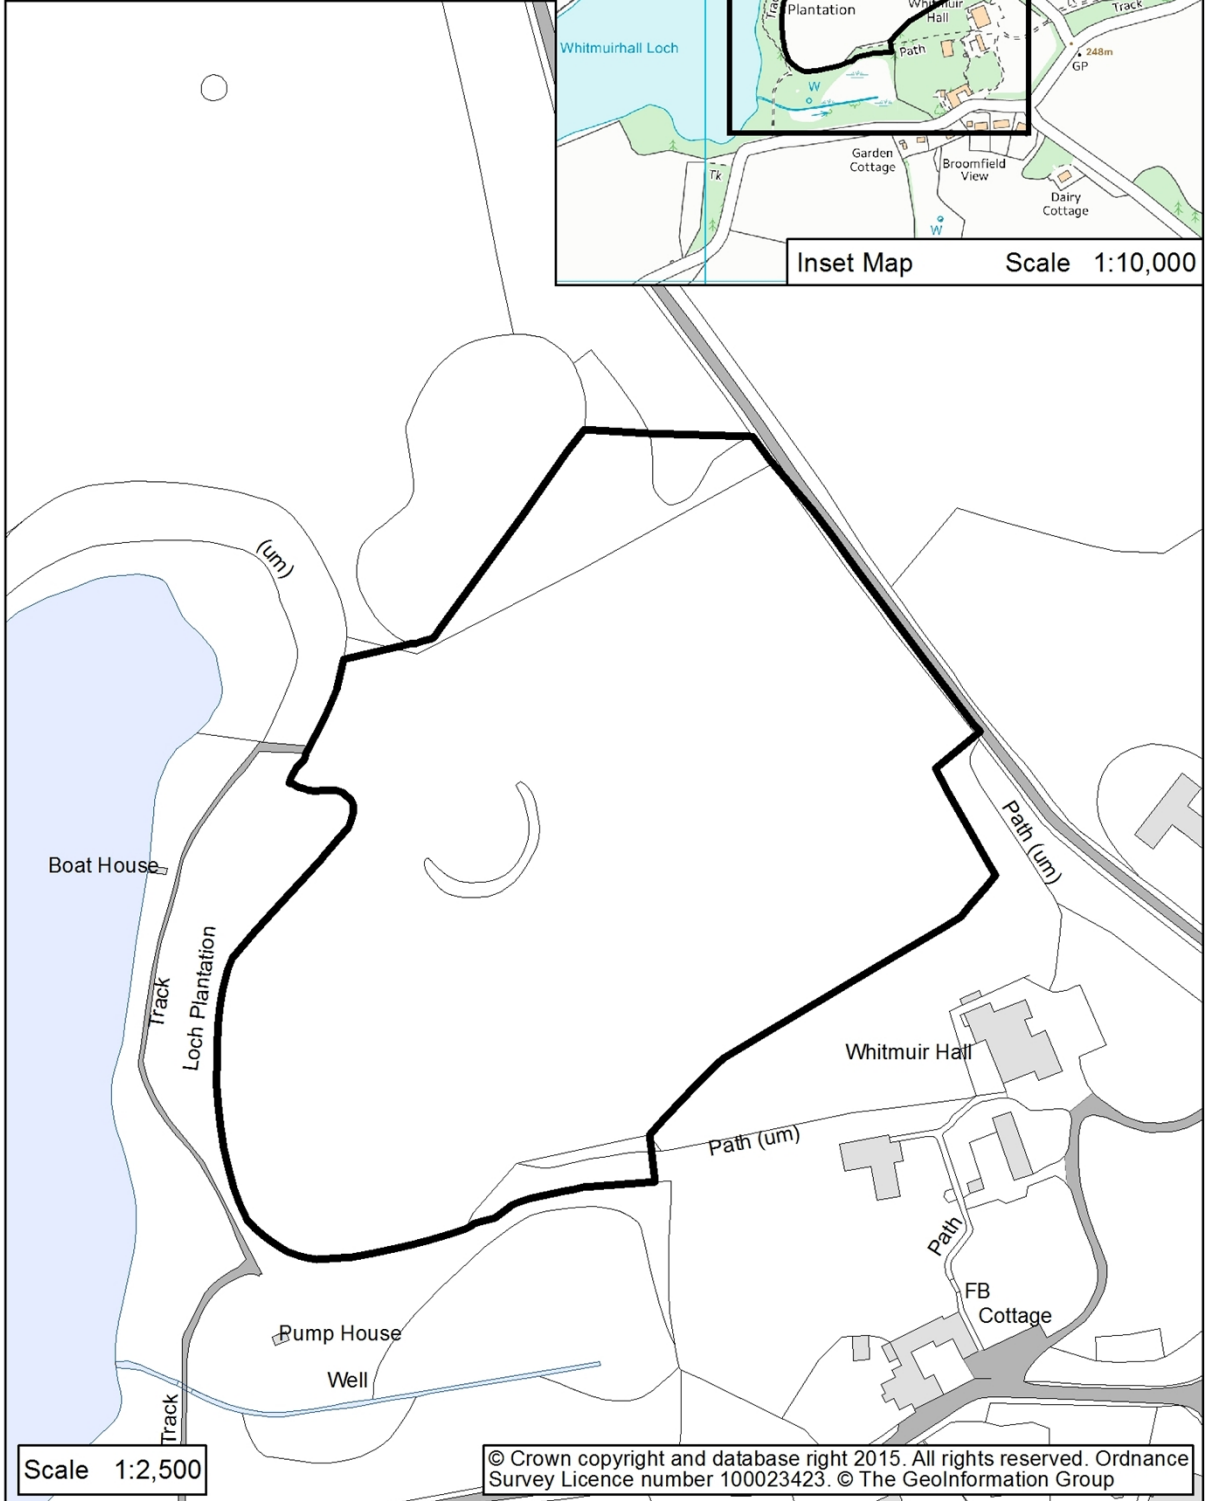 Track
Plantation
Whitmuir
Hall
Track
Whitmuirhall Loch
Path
248m
GP
W
Garden
Cottage
Broomfield
View
Tk
Dairy
Cottage
W
Inset Map Scale 1:10,000
(um)
Path (um)
Boat House
Loch Plantation
Track
Whitmuir Hall
Path (um)
Path
FB
Cottage
Pump House
Well
Track
Scale 1:2,500
© Crown copyright and database right 2015. All rights reserved. Ordnance
Survey Licence number 100023423. © The GeoInformation Group